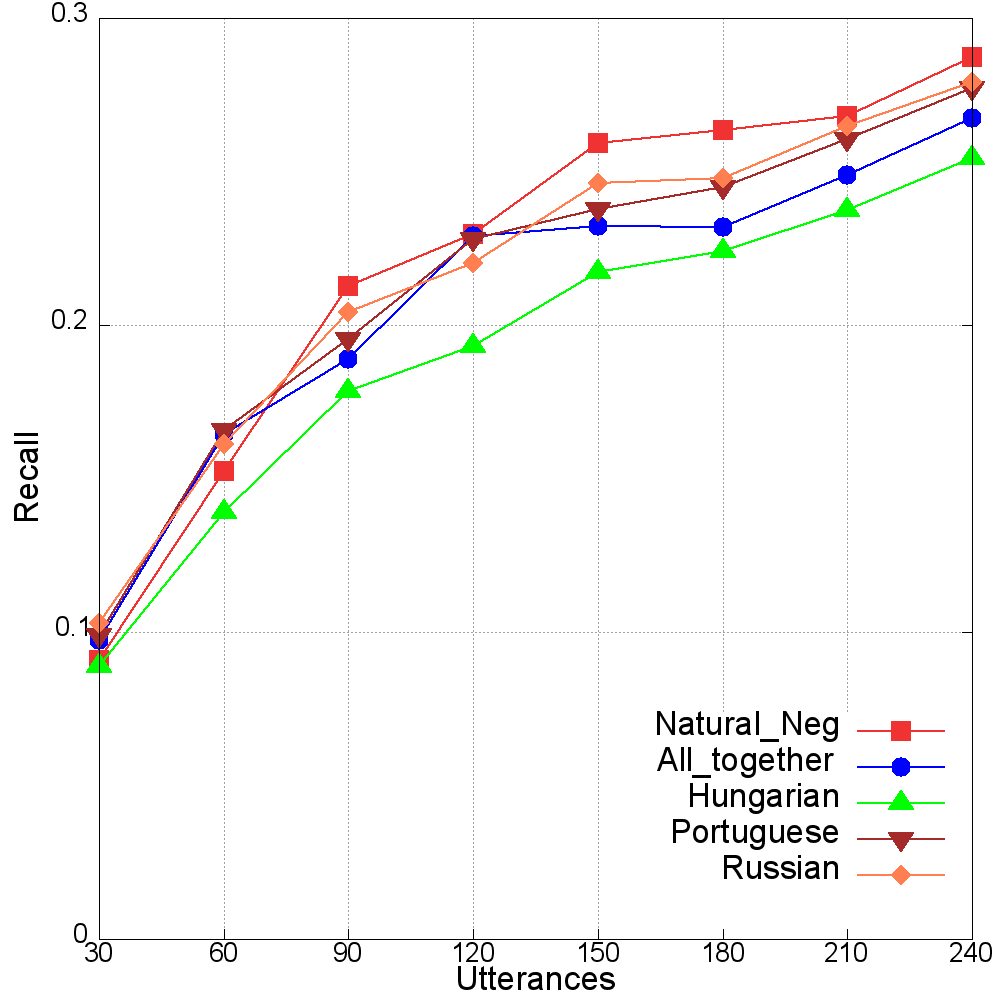 0.3
0.2
0.1
0
Recall
Natural_Neg
All_together
Hungarian
Portuguese
Russian
30 60 90 120 150 180 210 240
Utterances